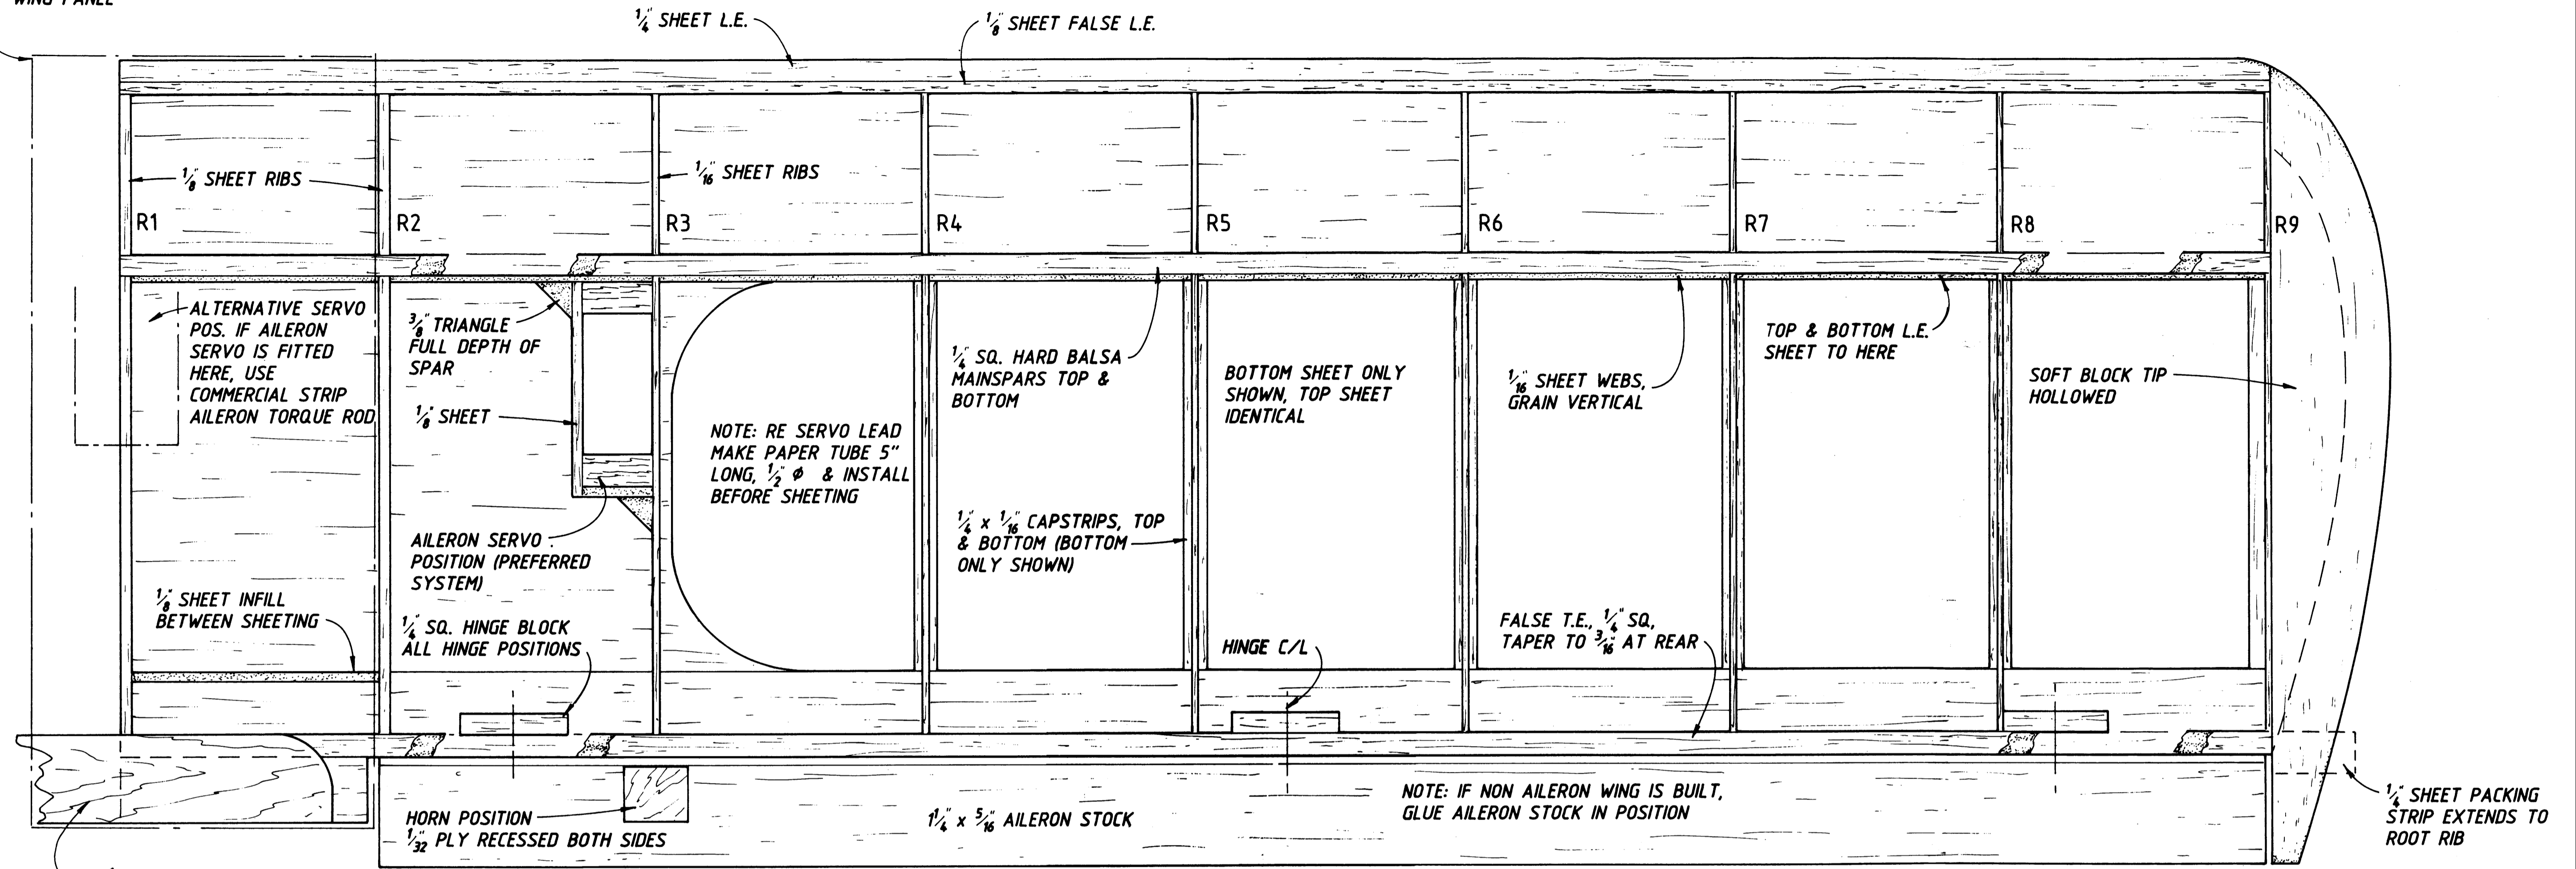 WING PANEL
1/4" SHEET L.E.
1/8" SHEET FALSE L.E.
1/8" SHEET RIBS
1/16" SHEET RIBS
R1
R2
R3
R4
R5
R6
R7
R8
R9
ALTERNATIVE SERVO
POS. IF AILERON
SERVO IS FITTED
HERE, USE
COMMERCIAL STRIP
AILERON TORQUE ROD
3/8" TRIANGLE
FULL DEPTH OF
SPAR
1/8" SHEET
NOTE: RE SERVO LEAD
MAKE PAPER TUBE 5"
LONG, 1/2" ϕ & INSTALL
BEFORE SHEETING
1/4" SQ. HARD BALSA
MAINSPARS TOP &
BOTTOM
BOTTOM SHEET ONLY
SHOWN, TOP SHEET
IDENTICAL
1/16" SHEET WEBS,
GRAIN VERTICAL
TOP & BOTTOM L.E.
SHEET TO HERE
SOFT BLOCK TIP
HOLLOWED
AILERON SERVO
POSITION (PREFERRED
SYSTEM)
1/4" x 1/16" CAPSTRIPS, TOP
& BOTTOM (BOTTOM
ONLY SHOWN)
1/8" SHEET INFILL
BETWEEN SHEETING
1/4" SQ. HINGE BLOCK
ALL HINGE POSITIONS
HINGE C/L
FALSE T.E., 1/4" SQ,
TAPER TO 3/16" AT REAR
HORN POSITION
1/32" PLY RECESSED BOTH SIDES
1 1/4" x 5/16" AILERON STOCK
NOTE: IF NON AILERON WING IS BUILT,
GLUE AILERON STOCK IN POSITION
1/4" SHEET PACKING
STRIP EXTENDS TO
ROOT RIB